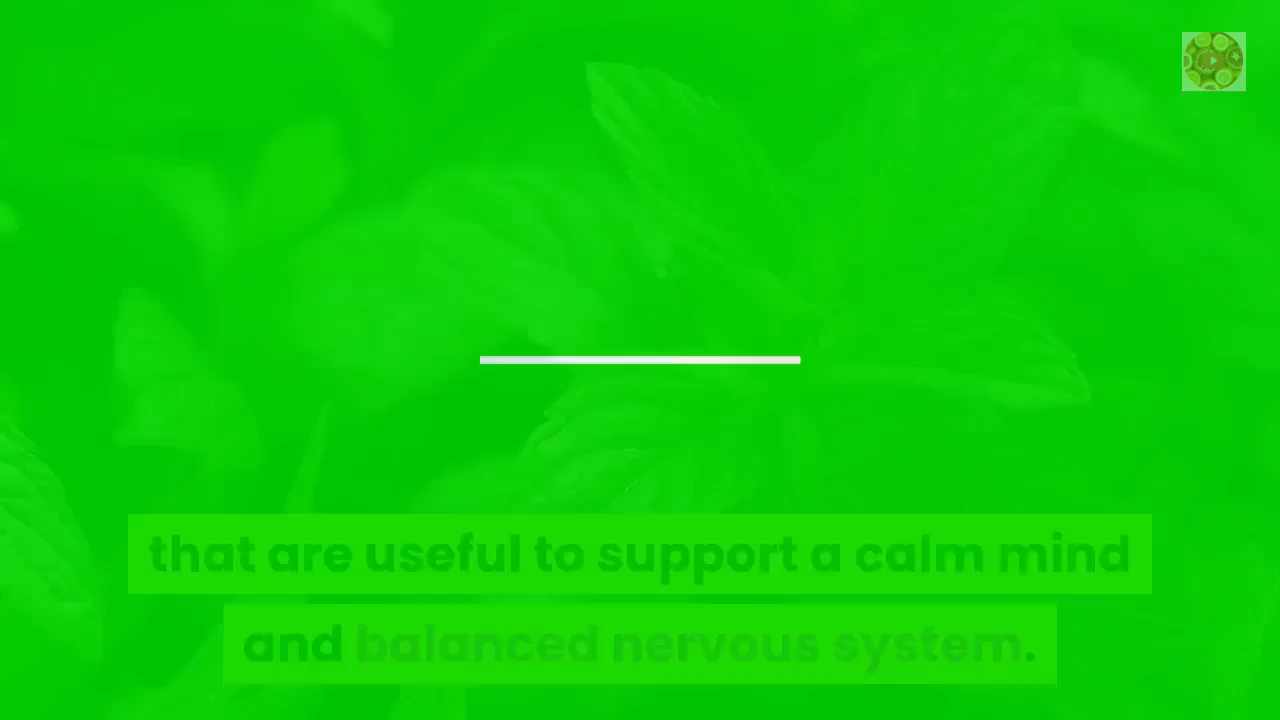 that are useful to support a calm mind
and balanced nervous system.